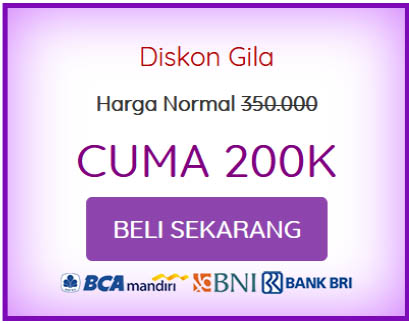 Diskon Gila
Harga Normal 350.000
CUMA 200K
BELI SEKARANG
BCA mandiri BNI BANK BRI